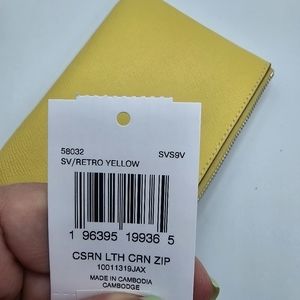 58032 SVS9V
SV/RETRO YELLOW
1 96395 19936 5
CSRN LTH CRN ZIP
10011319JAX
MADE IN CAMBODIA
CAMBODGE